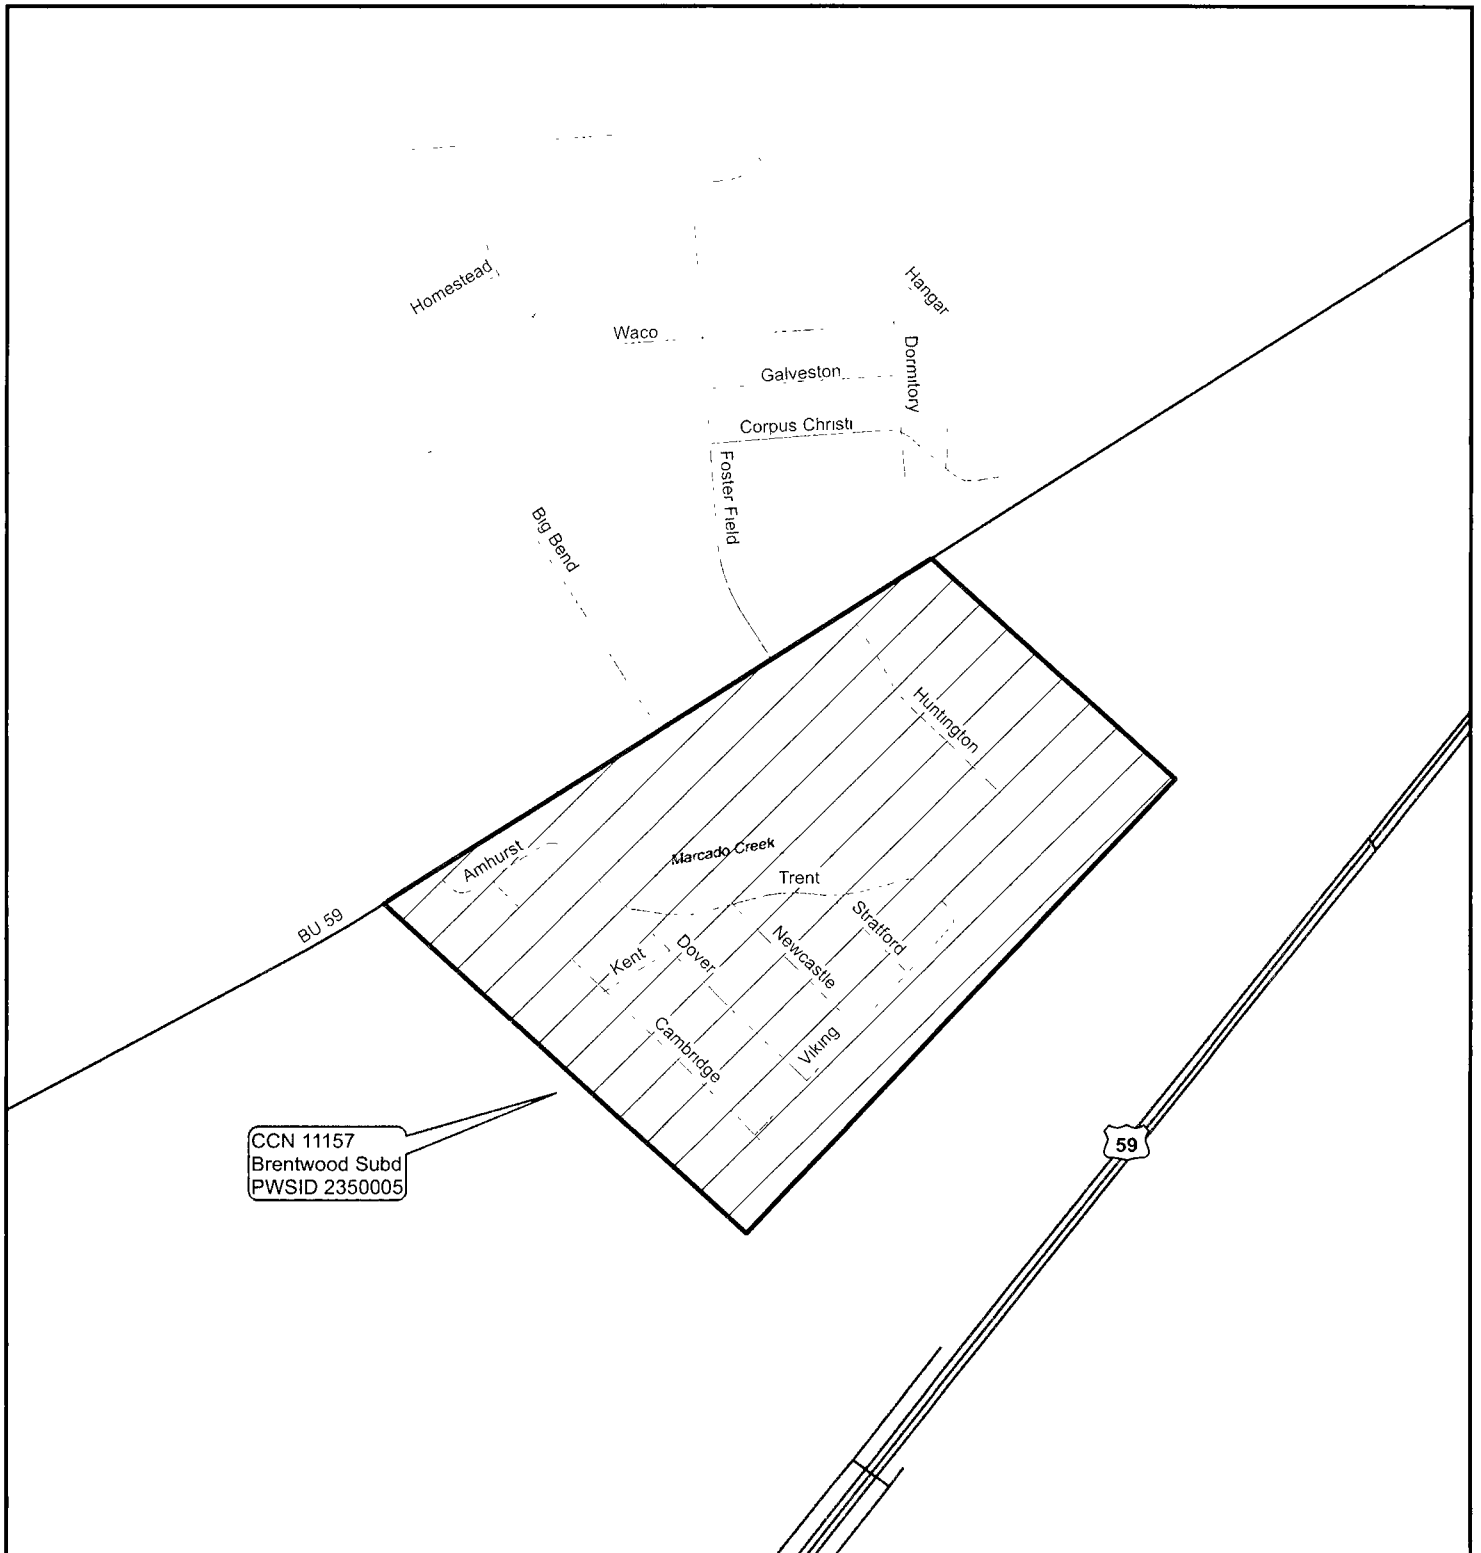 Homestead
Hangar
Waco
Dormitory
Galveston
Corpus Christi
Foster Field
Big Bend
Huntington
Amhurst
Marcado Creek
Trent
BU 59
Stratford
Kent
Dover
Newcastle
Cambridge
Viking
CCN 11157
Brentwood Subd
PWSID 2350005
59